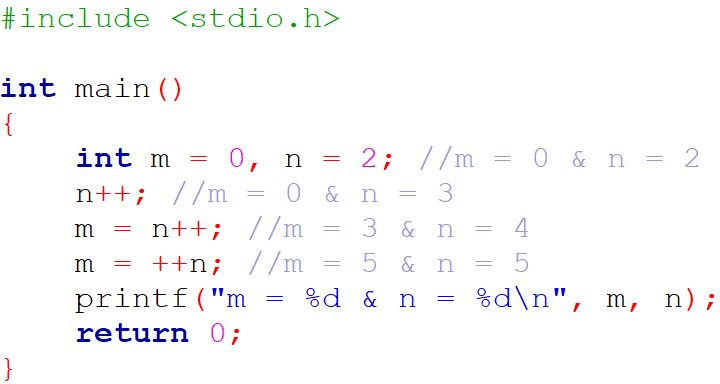 #include <stdio.h>
int main()
{
int m = 0, n = 2; //m = 0 & n = 2
n++; //m = 0 & n = 3
m = n++; //m = 3 & n = 4
m = ++n; //m = 5 & n = 5
printf("m = %d & n = %d\n", m, n);
return 0;
}